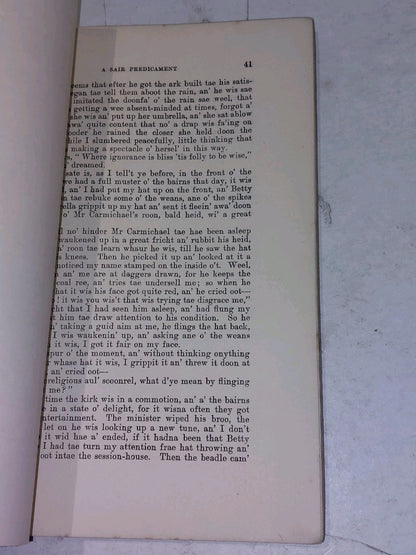 A SAIR PREDICAMENT 41
eems that efter he got the ark built tae his satis-
egan tae tell them aboot the rain, an' he wis sae
imitated the doonfa' o' the rain sae weel, that
getting a wee absent-minded at times, forgot a'
she wis an' put up her umbrella, an' she sat ablow
awa' quite content that no' a drap wis fa'ing on
ooder he rained the closer she held doon the
while I slumbered peacefully, little thinking that
making a spectacle o' hersel' in this way.
s, " Where ignorance is bliss 'tis folly to be wise,"
dreamed.
sate is, as I tell't ye before, in the front o' the
we had a full muster o' the bairns that day, it wis
d, an' I had put my hat up on the front, an' Betty
n tae rebuke some o' the weans, ane o' the spikes
ella grippit up my hat an' sent it fleein' awa' doon
o' Mr Carmichael's roon, bald heid, wi' a great
ll no' hinder Mr Carmichael tae hae been asleep
waukened up in a great fricht an' rubbit his heid,
n' roon tae learn whaur he wis, till he saw the hat
s knees. Then he picked it up an' looked at it a
noticed my name stamped on the inside o't. Weel,
n' me are at daggers drawn, for he keeps the
coal ree, an' tries tae undersell me; so when he
hat it wis his face got quite red, an' he cried oot—
o! it wis you wis't that wis trying tae disgrace me,"
ght that I had seen him asleep, an' had flung my
t him tae draw attention to his condition. So he
n' taking a guid aim at me, he flings the hat back,
I wis waukenin' up, an' asking ane o' the weans
it wis, I got it fair on my face.
pur o' the moment, an' without thinking onything
r whase hat it wis, I grippit it an' threw it doon at
an' cried oot—
religious aul' scoonrel, what d'ye mean by flinging
me?"
time the kirk wis in a commotion, an' a' the bairns
e in a state o' delight, for it wisna often they got
ntertainment. The minister wiped his broo, the
let on he wis looking up a new tune, an' I don't
it wid hae a' ended, if it hadna been that Betty
I had tae turn my attention frae hat throwing an'
oot intae the session-house. Then the beadle cam'